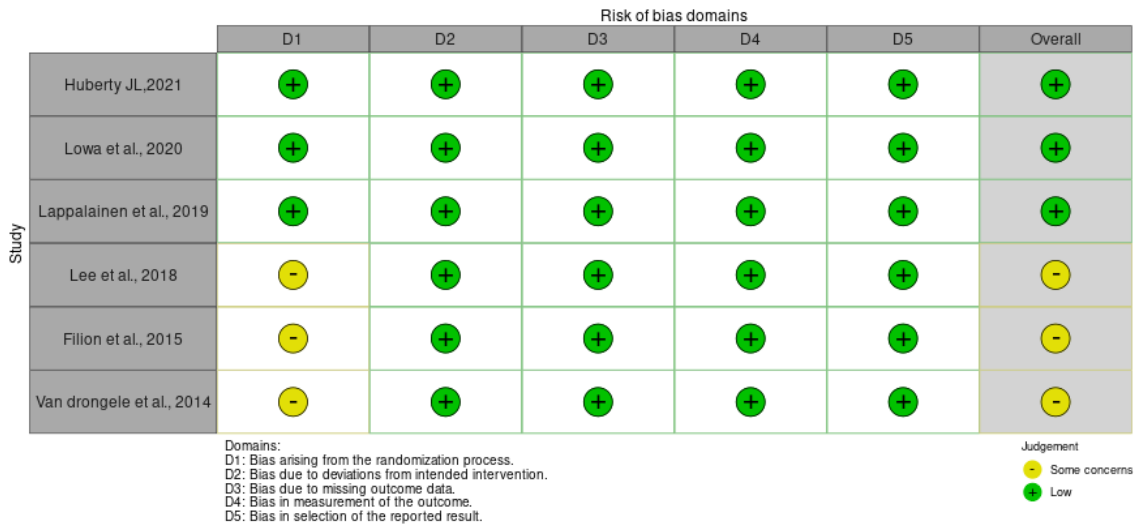 Risk of bias domains
D1 D2 D3 D4 D5 Overall
Study
Huberty JL,2021 + + + + + +
Lowa et al., 2020 + + + + + +
Lappalainen et al., 2019 + + + + + +
Lee et al., 2018 - + + + + -
Filion et al., 2015 - + + + + -
Van drongele et al., 2014 - + + + + -
Domains:
D1: Bias arising from the randomization process.
D2: Bias due to deviations from intended intervention.
D3: Bias due to missing outcome data.
D4: Bias in measurement of the outcome.
D5: Bias in selection of the reported result.
Judgement
- Some concerns
+ Low